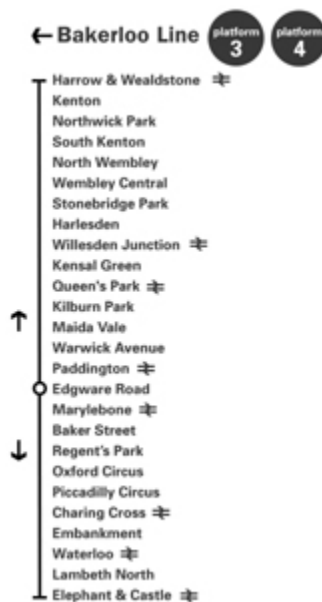 ← Bakerloo Line platform 3 platform 4
Harrow & Wealdstone
Kenton
Northwick Park
South Kenton
North Wembley
Wembley Central
Stonebridge Park
Harlesden
Willesden Junction
Kensal Green
Queen's Park
Kilburn Park
Maida Vale
Warwick Avenue
Paddington
Edgware Road
Marylebone
Baker Street
Regent's Park
Oxford Circus
Piccadilly Circus
Charing Cross
Embankment
Waterloo
Lambeth North
Elephant & Castle